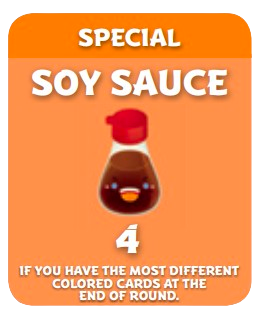 SPECIAL
SOY SAUCE
4
IF YOU HAVE THE MOST DIFFERENT
COLORED CARDS AT THE
END OF ROUND.